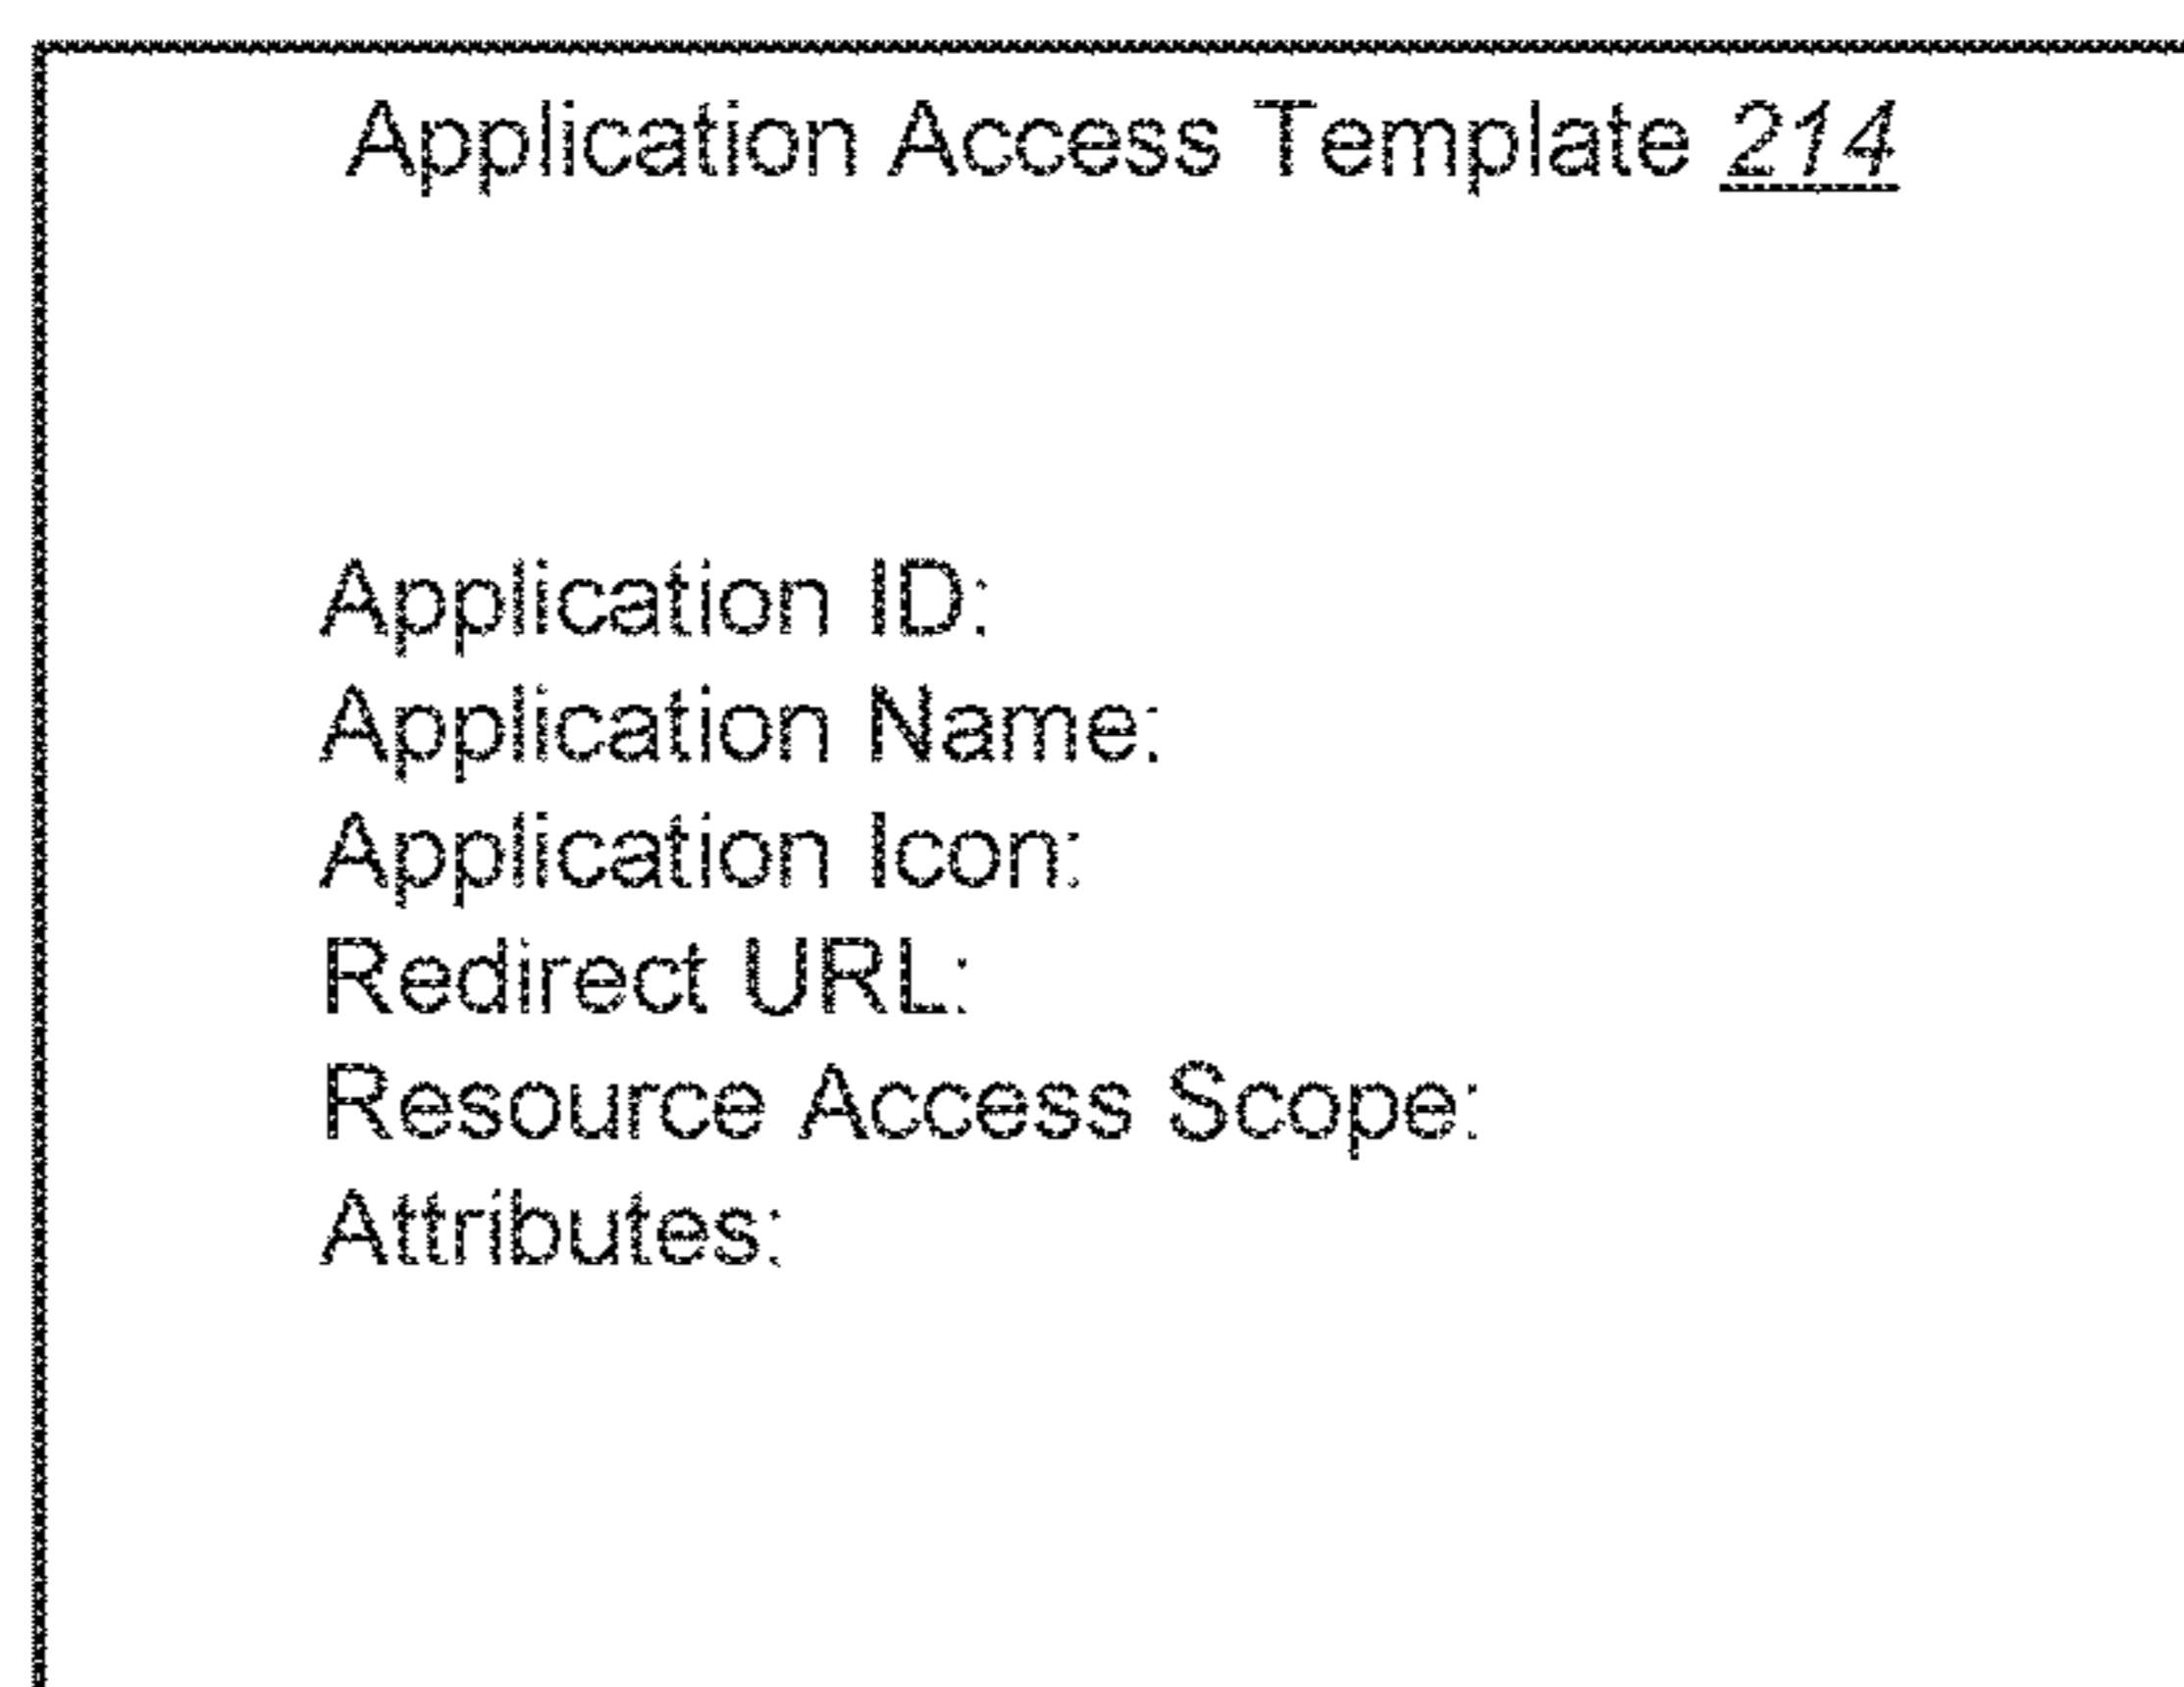 Application Access Template 214
Application ID:
Application Name:
Application Icon:
Redirect URL:
Resource Access Scope:
Attributes: